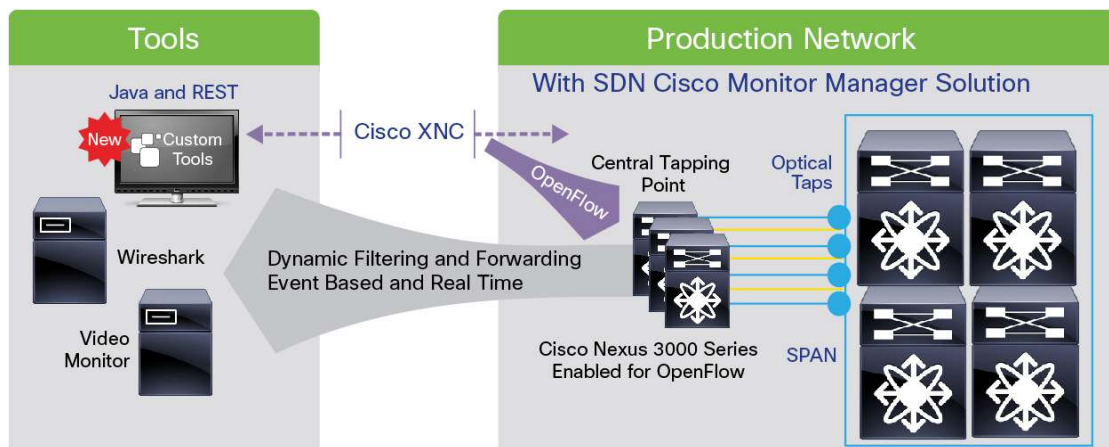 Tools
Java and REST
New
Custom
Tools
Wireshark
Video
Monitor
Cisco XNC
OpenFlow
Dynamic Filtering and Forwarding
Event Based and Real Time
Production Network
With SDN Cisco Monitor Manager Solution
Central Tapping
Point
Optical
Taps
Cisco Nexus 3000 Series
Enabled for OpenFlow
SPAN